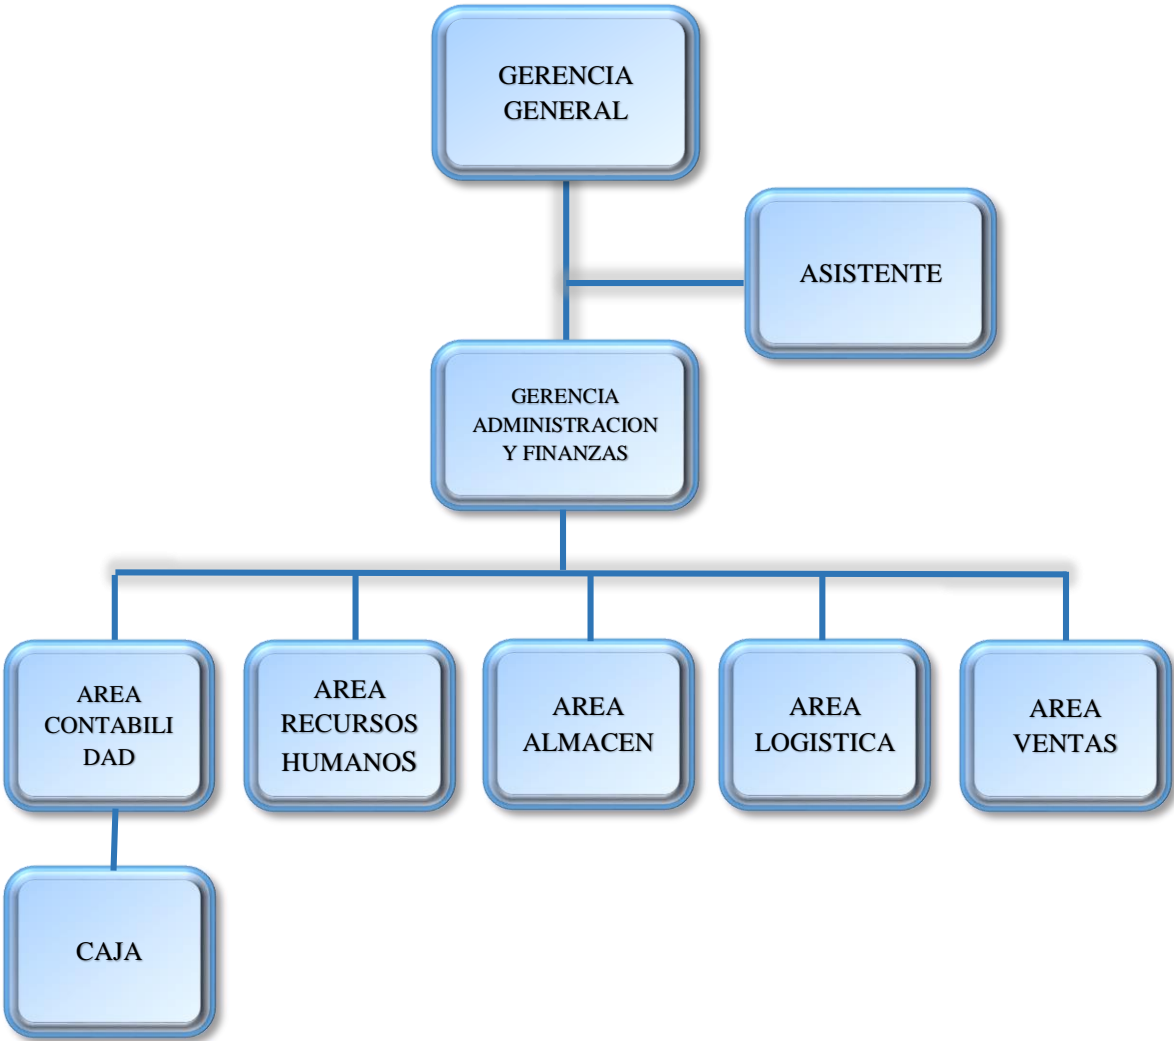 GERENCIA
GENERAL
ASISTENTE
GERENCIA
ADMINISTRACION
Y FINANZAS
AREA
CONTABILI
DAD
AREA
RECURSOS
HUMANOS
AREA
ALMACEN
AREA
LOGISTICA
AREA
VENTAS
CAJA